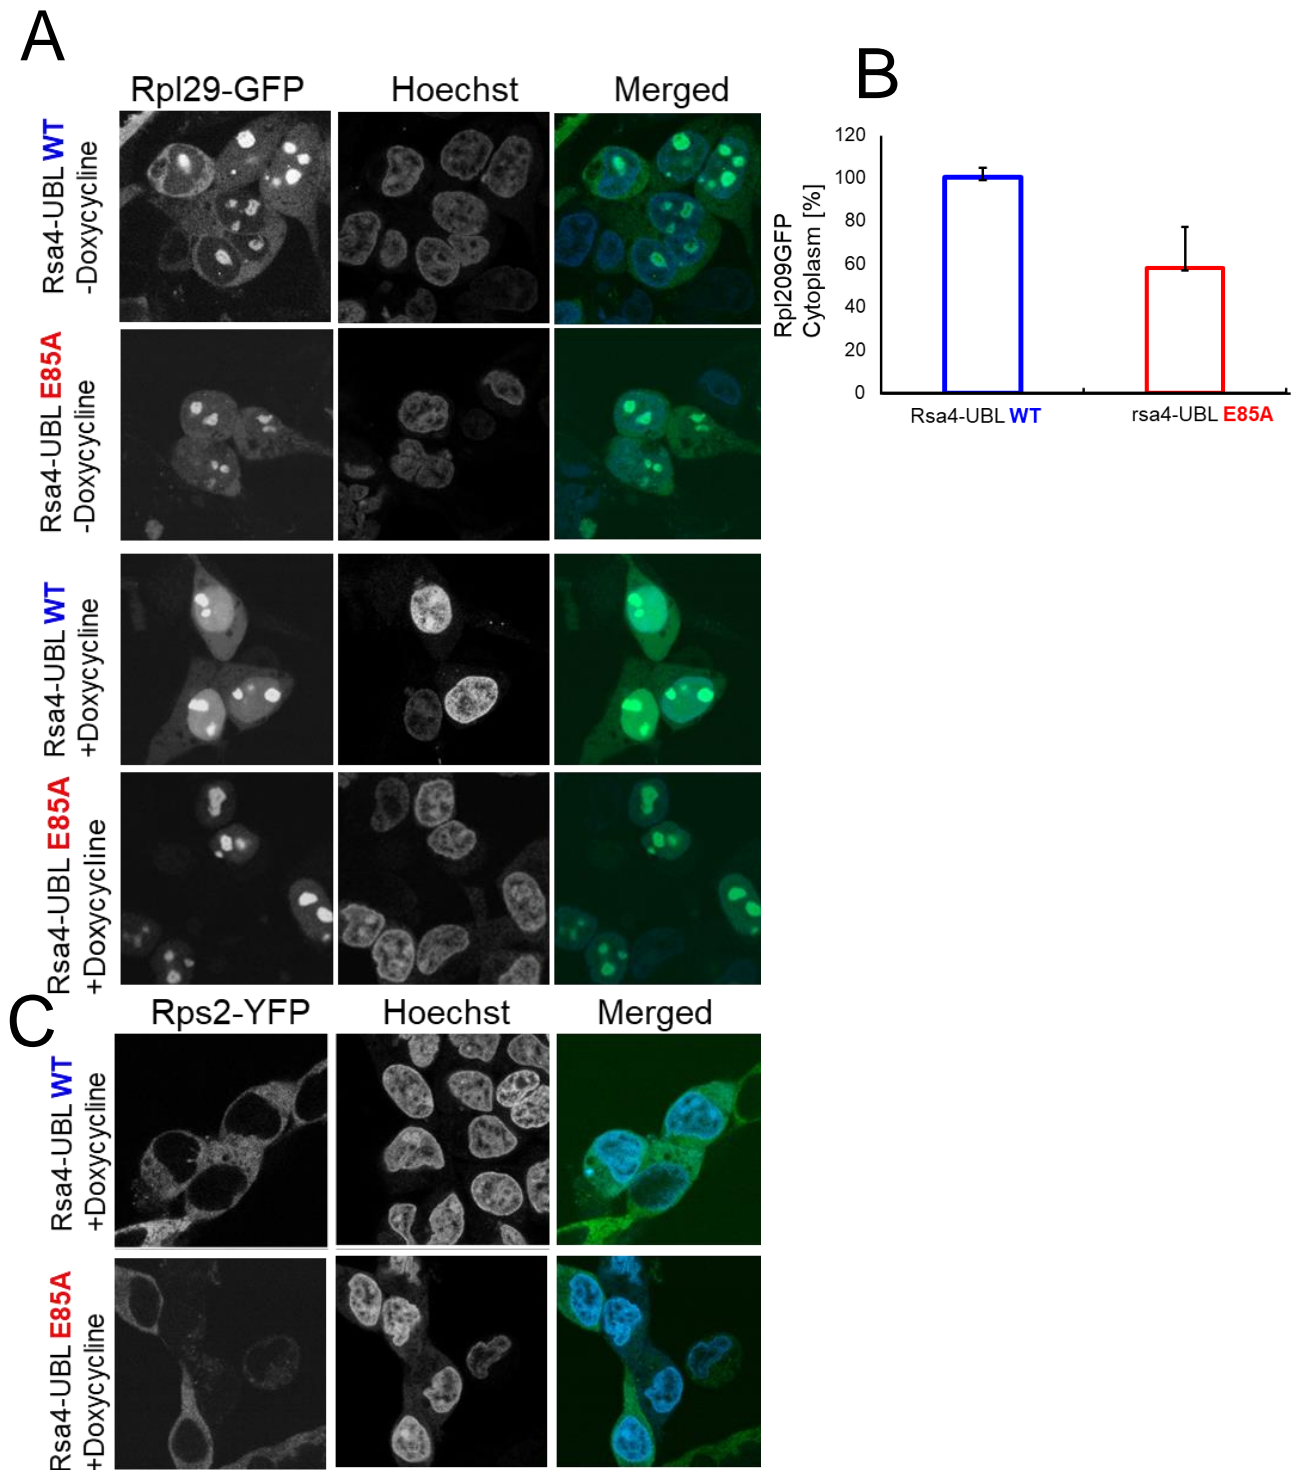 A
Rpl29-GFP Hoechst Merged
Rsa4-UBL WT
-Doxycycline
Rsa4-UBL E85A
-Doxycycline
Rsa4-UBL WT
+Doxycycline
Rsa4-UBL E85A
+Doxycycline
B
Rpl209GFP
Cytoplasm [%]
120
100
80
60
40
20
0
Rsa4-UBL WT rsa4-UBL E85A
C
Rps2-YFP Hoechst Merged
Rsa4-UBL WT
+Doxycycline
Rsa4-UBL E85A
+Doxycycline